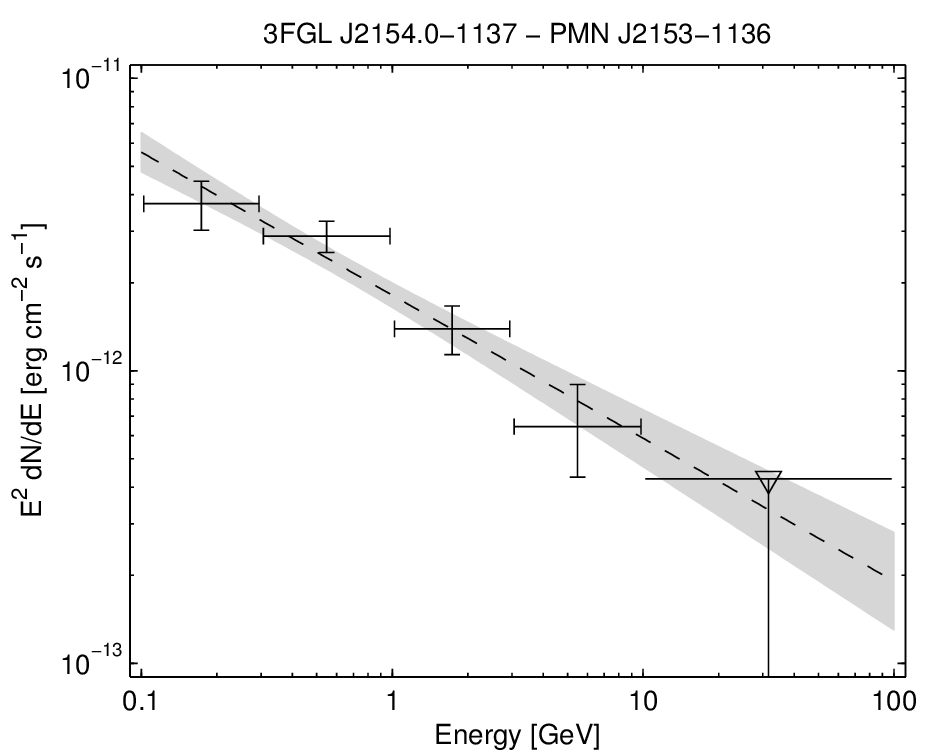 3FGL J2154.0−1137 − PMN J2153−1136
10⁻¹¹
10⁻¹²
10⁻¹³
E² dN/dE [erg cm⁻² s⁻¹]
0.1 1 10 100
Energy [GeV]